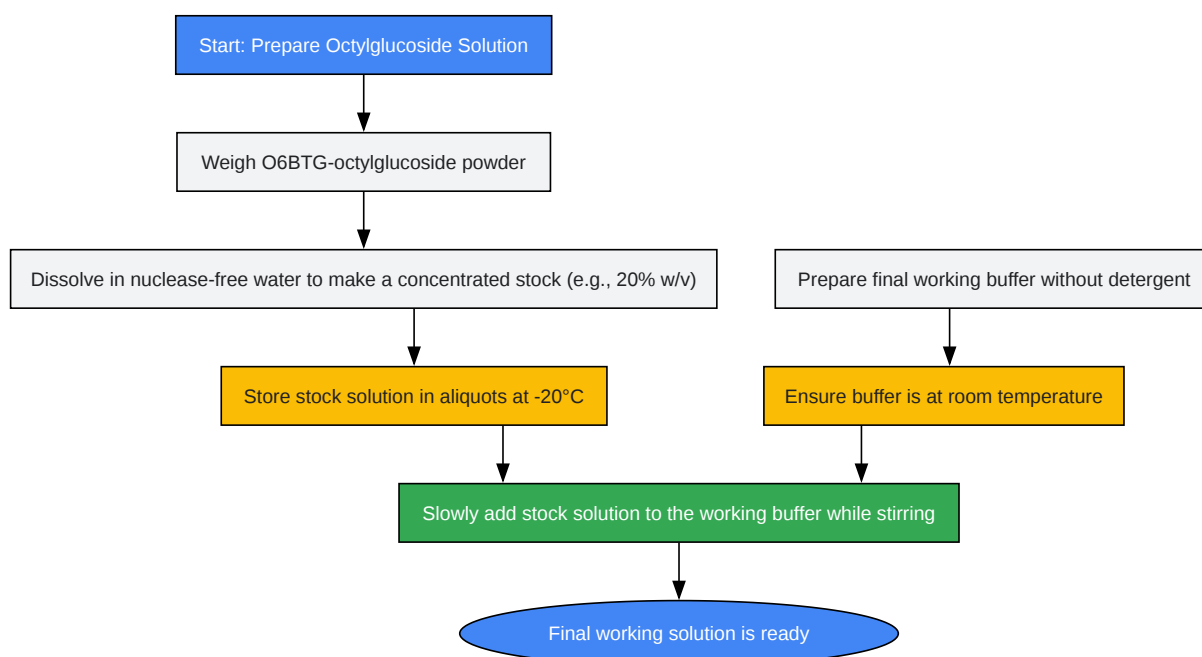 Start: Prepare Octylglucoside Solution
Weigh O6BTG-octylglucoside powder
Dissolve in nuclease-free water to make a concentrated stock (e.g., 20% w/v)
Prepare final working buffer without detergent
Store stock solution in aliquots at -20°C
Ensure buffer is at room temperature
Slowly add stock solution to the working buffer while stirring
Final working solution is ready